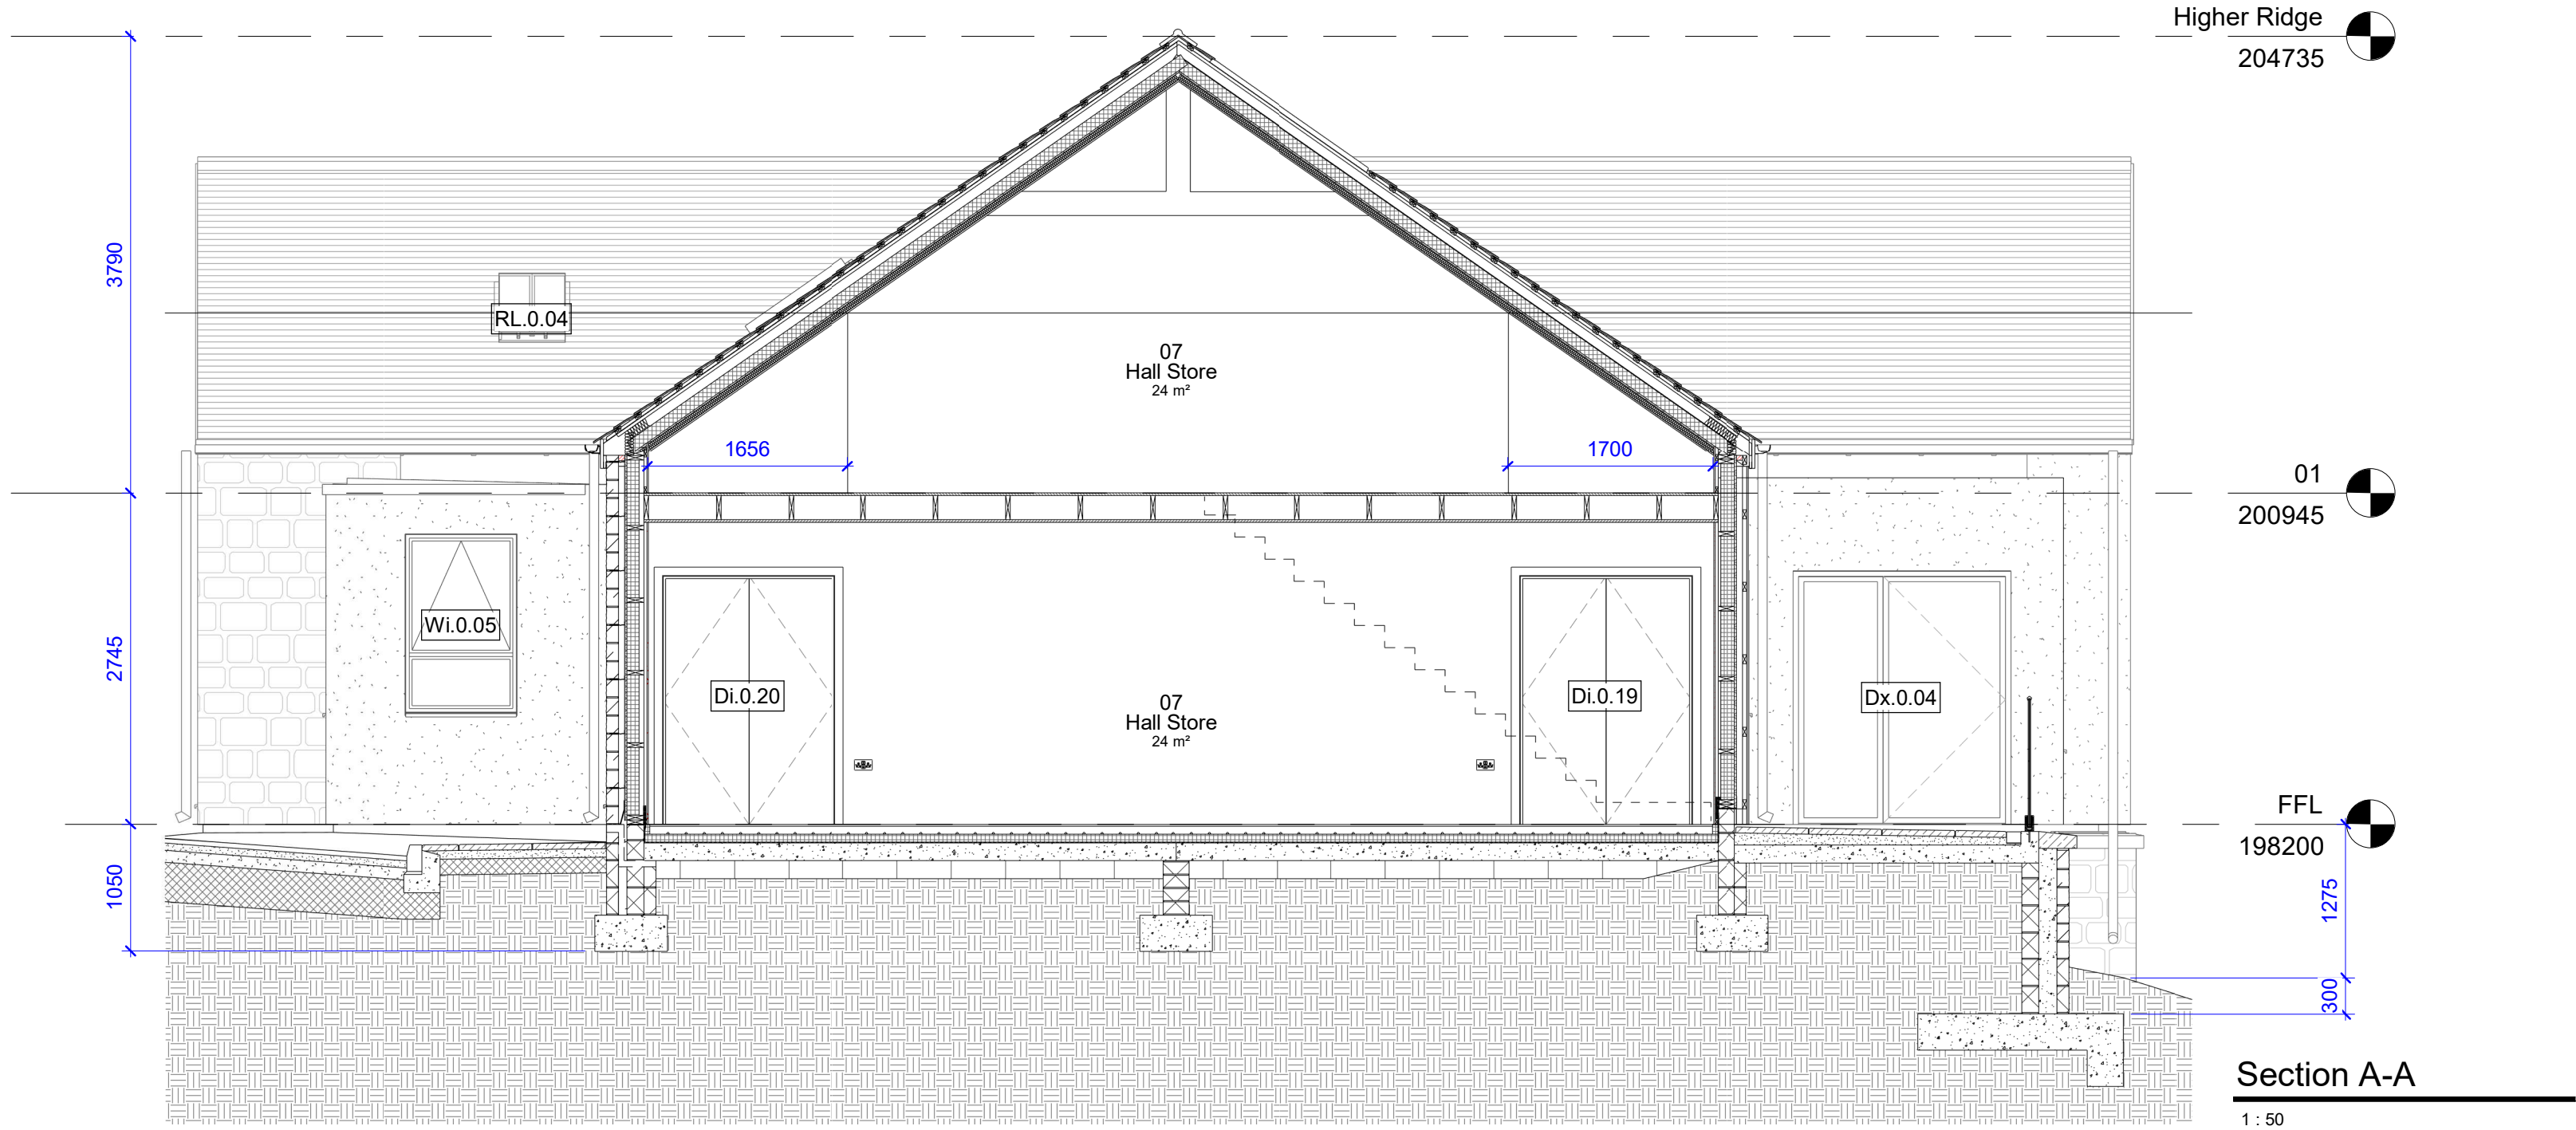 Higher Ridge
204735
3790
RL.0.04
07
Hall Store
24 m²
1656
1700
01
200945
2745
Wi.0.05
Di.0.20
07
Hall Store
24 m²
Di.0.19
Dx.0.04
FFL
198200
1050
1275
300
Section A-A
1 : 50